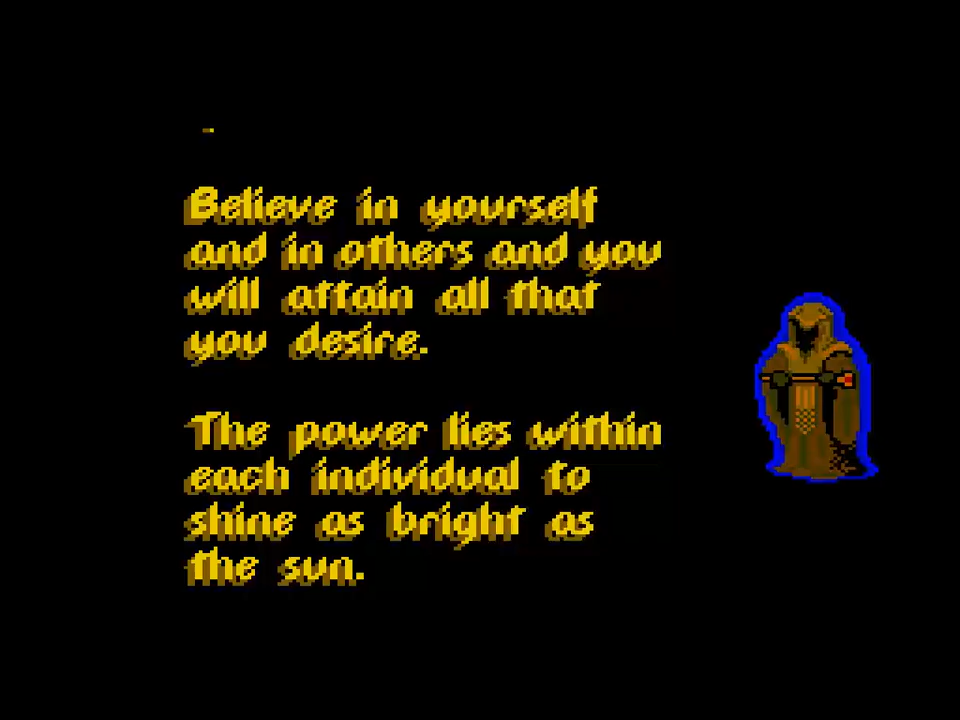 Believe in yourself
and in others and you
will attain all that
you desire.
The power lies within
each individual to
shine as bright as
the sun.